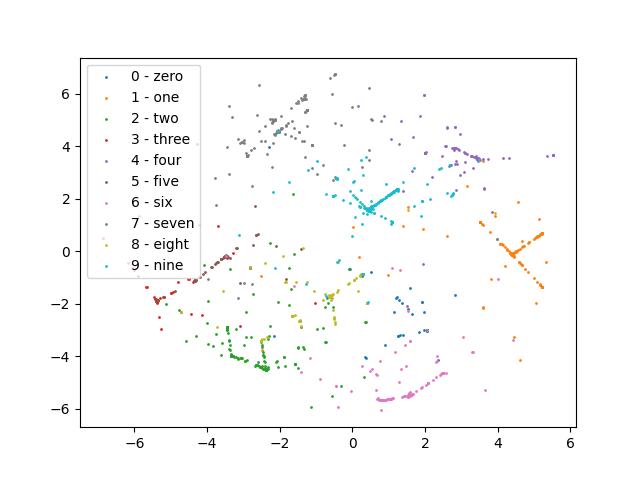 0 - zero
1 - one
2 - two
3 - three
4 - four
5 - five
6 - six
7 - seven
8 - eight
9 - nine
6
4
2
0
−2
−4
−6
−6 −4 −2 0 2 4 6